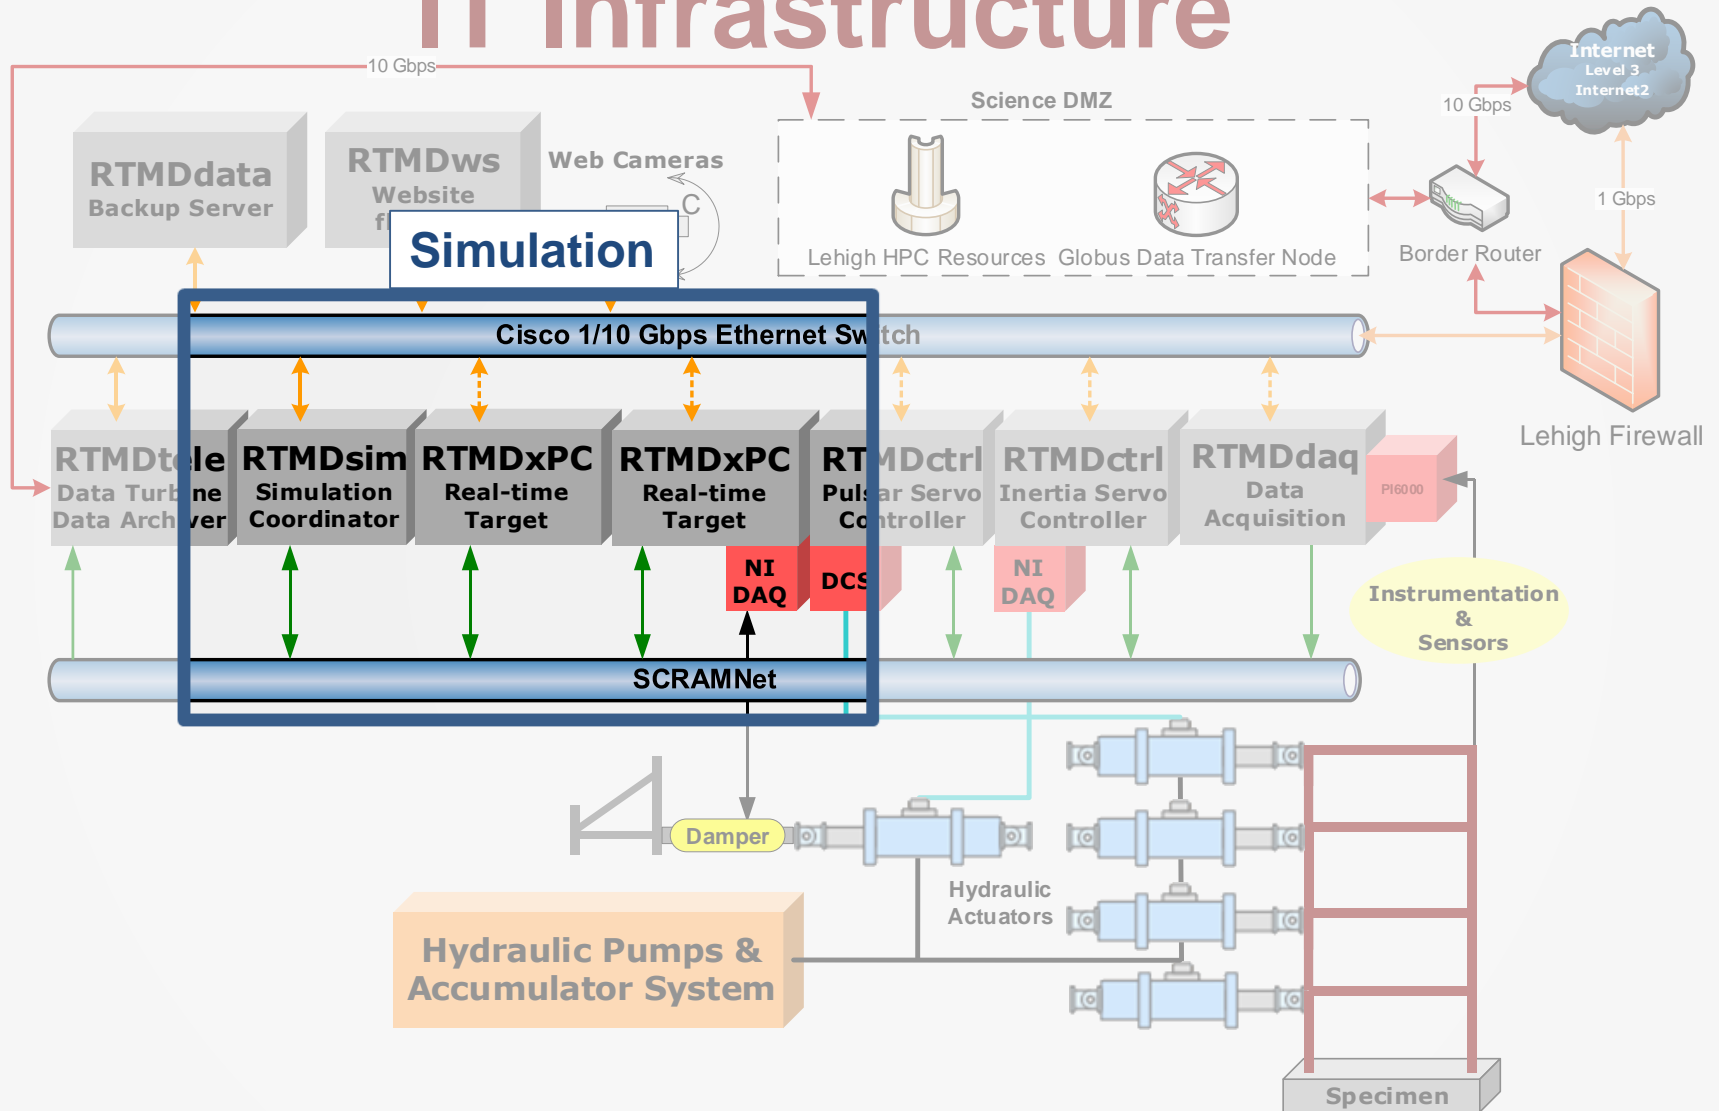 IT Infrastructure
10 Gbps
Internet
Level 3
Internet2
Science DMZ
10 Gbps
RTMDdata
Backup Server
RTMDws
Website
Web Cameras
C
1 Gbps
Simulation
Lehigh HPC Resources
Globus Data Transfer Node
Border Router
Cisco 1/10 Gbps Ethernet Switch
Lehigh Firewall
RTMDtele
Data Turbine
Data Archiver
RTMDsim
Simulation
Coordinator
RTMDxPC
Real-time
Target
RTMDxPC
Real-time
Target
RTMDctrl
Pulsar Servo
Controller
RTMDctrl
Inertia Servo
Controller
RTMDdaq
Data
Acquisition
PI6000
NI
DAQ
DCS
NI
DAQ
Instrumentation
&
Sensors
SCRAMNet
Damper
Hydraulic
Actuators
Hydraulic Pumps &
Accumulator System
Specimen